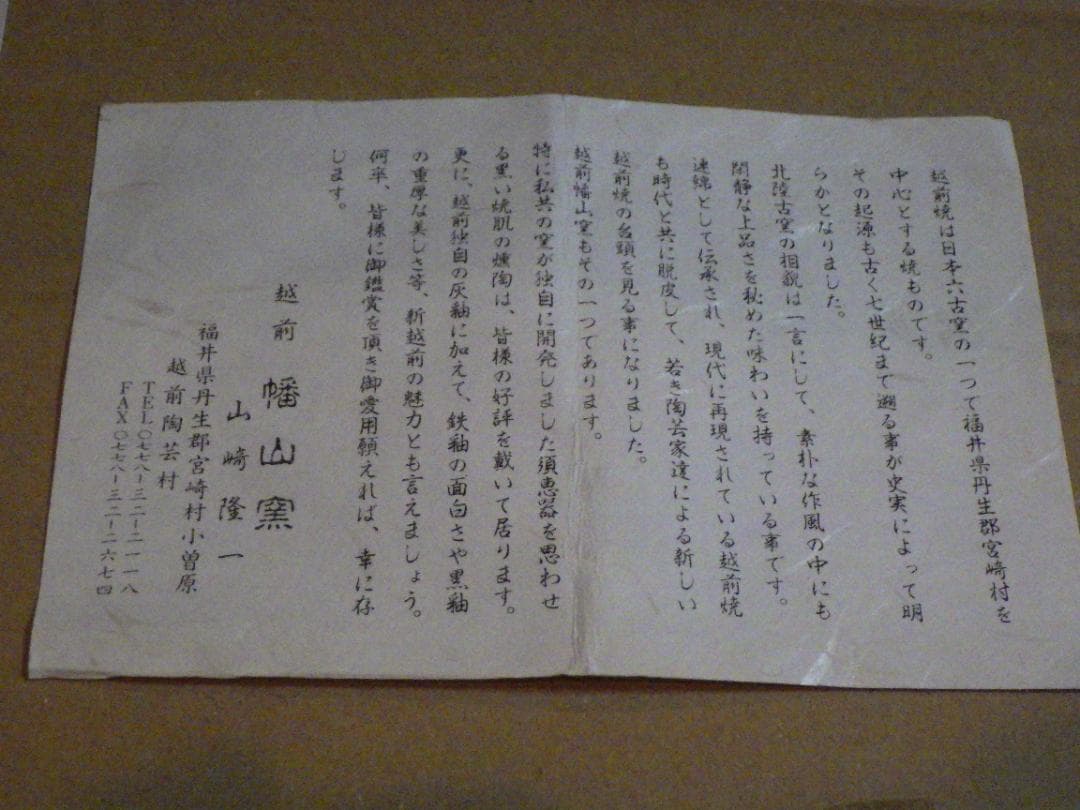 越前焼は日本六古窑の一つで福井県丹生郡宮崎村を
中心とする焼ものです。
その起源も古く七世紀まで遡る事が史実によって明
らかとなりました。
北陸古窑の相貌は一言にして、素朴な作風の中にも
閑静な上品さを秘めた味わいを持っている事です。
連綿として伝承され、現代に再現されている越前焼
も時代と共に脱皮して、若き陶芸家達による新しい
越前焼の台頭を見る事になりました。
越前幡山窑もその一つであります。
特に私共の窑が独自に開発しました須恵器を思わせ
る黒い焼肌の燻陶は、皆様の好評を戴いて居ります。
更に、越前独自の灰釉に加えて、鉄釉の面白さや黒釉
の重厚な美しさ等、新越前の魅力とも言えましょう。
何卒、皆様に御鑑賞を頂き御愛用願えれば、幸に存
じます。
越前 幡山窯
山﨑隆一
福井県丹生郡宮崎村小曽原
越前陶芸村
TEL〇七七八ー三二ー二一一八
FAX〇七七八ー三二ー二六七四